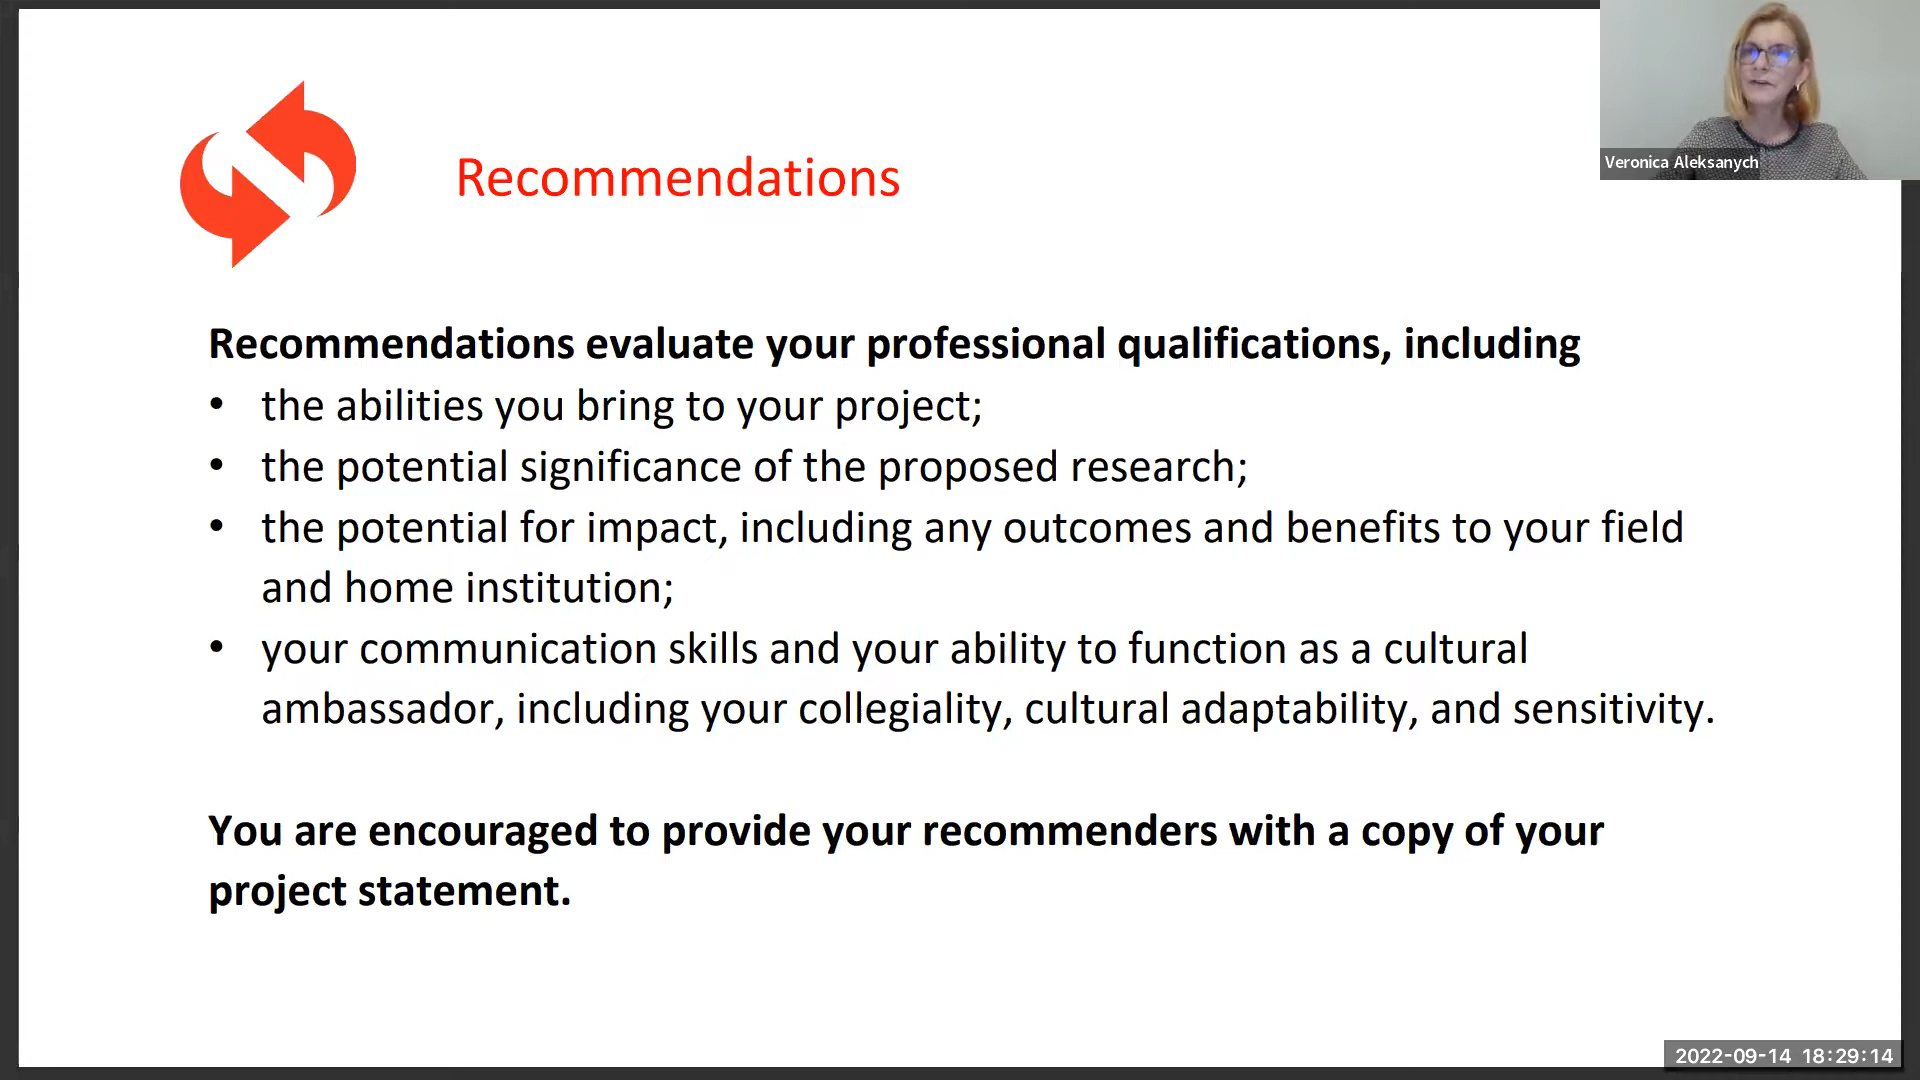 Recommendations
Veronica Aleksanych
Recommendations evaluate your professional qualifications, including
• the abilities you bring to your project;
• the potential significance of the proposed research;
• the potential for impact, including any outcomes and benefits to your field
and home institution;
• your communication skills and your ability to function as a cultural
ambassador, including your collegiality, cultural adaptability, and sensitivity.
You are encouraged to provide your recommenders with a copy of your
project statement.
2022-09-14 18:29:14